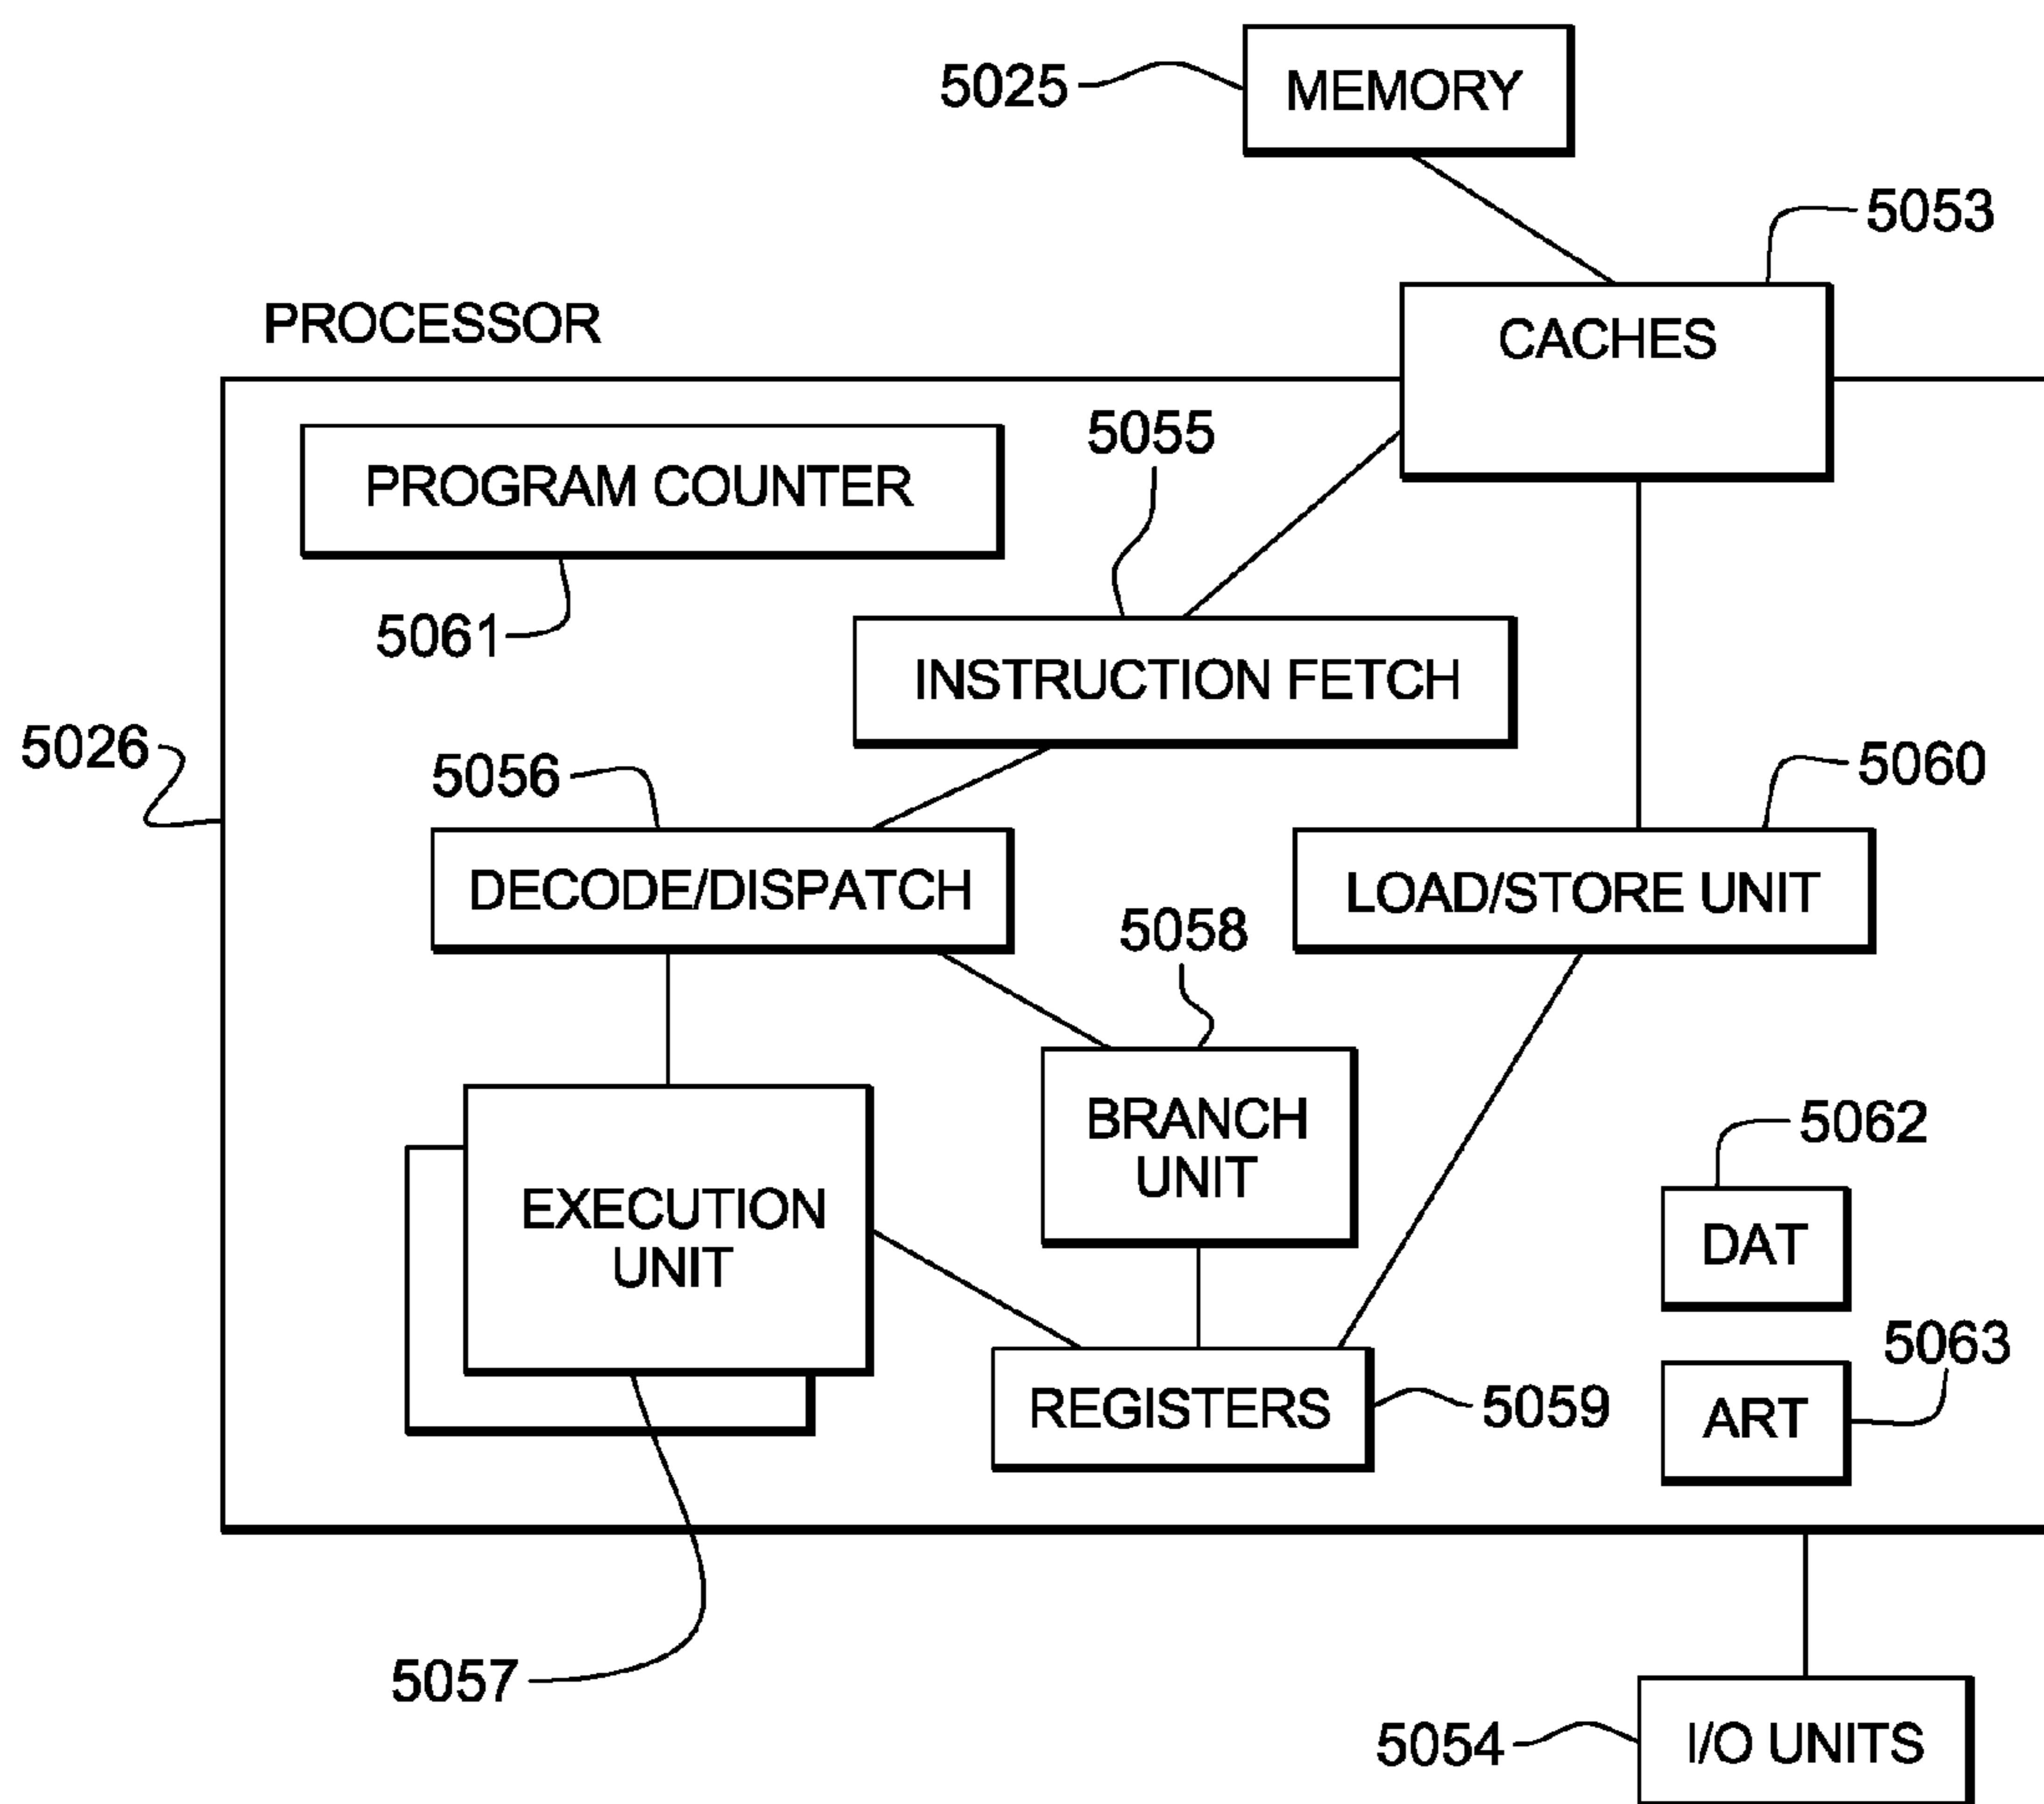 MEMORY
5025
5053
CACHES
PROCESSOR
5055
PROGRAM COUNTER
5061
INSTRUCTION FETCH
5026
5056
5060
DECODE/DISPATCH
LOAD/STORE UNIT
5058
BRANCH
UNIT
5062
EXECUTION
UNIT
DAT
5063
REGISTERS
5059
ART
5057
5054
I/O UNITS